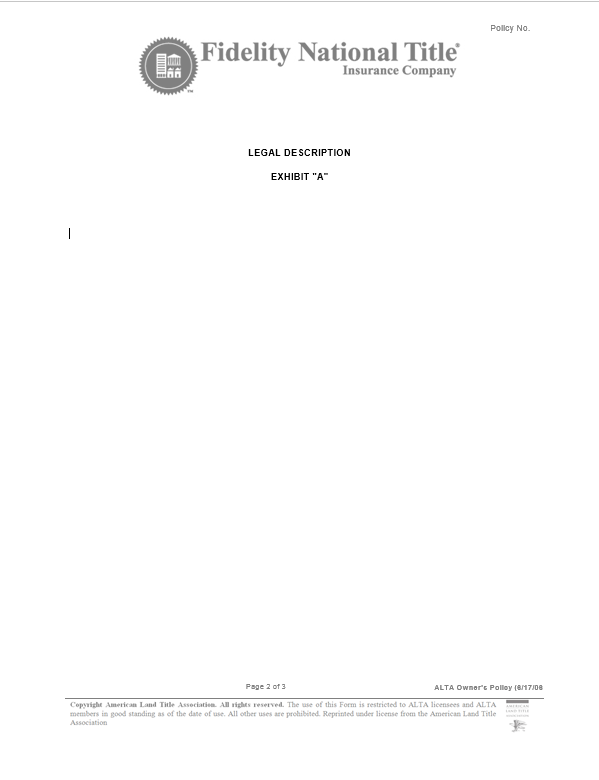 Policy No.
Fidelity National Title®
Insurance Company
TM
LEGAL DESCRIPTION
EXHIBIT "A"
Page 2 of 3
ALTA Owner's Policy (6/17/06
Copyright American Land Title Association. All rights reserved. The use of this Form is restricted to ALTA licensees and ALTA
members in good standing as of the date of use. All other uses are prohibited. Reprinted under license from the American Land Title
Association
AMERICAN
LAND TITLE